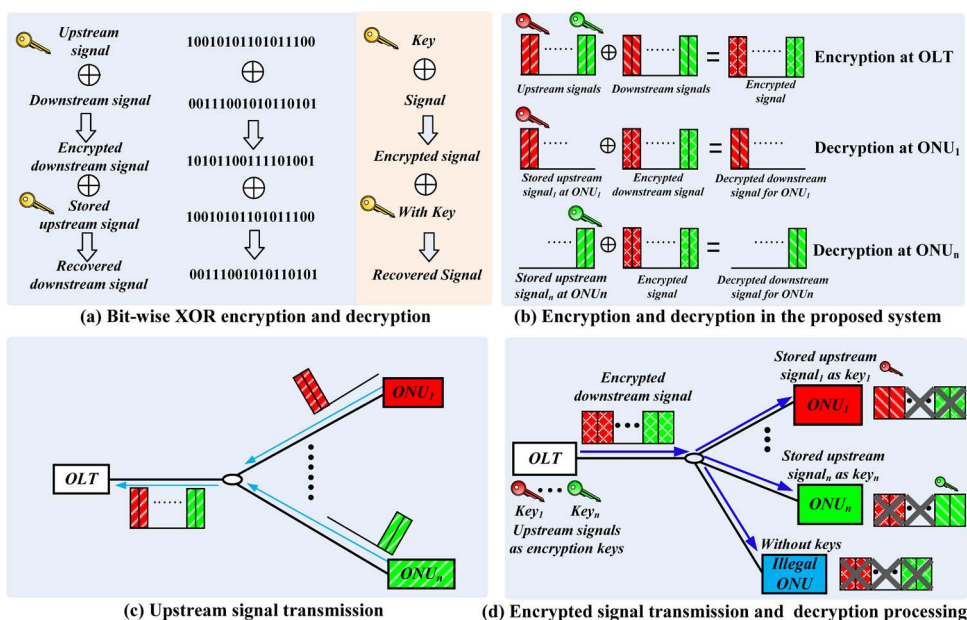 Upstream
signal
Downstream signal
Encrypted
downstream signal
Stored
upstream signal
Recovered
downstream signal
10010101101011100
00111001010110101
10101100111101001
10010101101011100
00111001010110101
Key
Signal
Encrypted signal
With Key
Recovered Signal
(a) Bit-wise XOR encryption and decryption
Upstream signals
Downstream signals
Encrypted
signal
Encryption at OLT
Stored upstream
signal1 at ONU1
Encrypted
downstream signal
Decrypted downstream
signal for ONU1
Decryption at ONU1
Stored upstream
signaln at ONUn
Encrypted
signal
Decrypted downstream
signal for ONUn
Decryption at ONUn
(b) Encryption and decryption in the proposed system
OLT
ONU1
ONUn
(c) Upstream signal transmission
Encrypted
downstream signal
OLT
Key1
Keyn
Upstream signals
as encryption keys
Stored upstream
signal1 as key1
ONU1
Stored upstream
signaln as keyn
ONUn
Without keys
Illegal
ONU
(d) Encrypted signal transmission and decryption processing